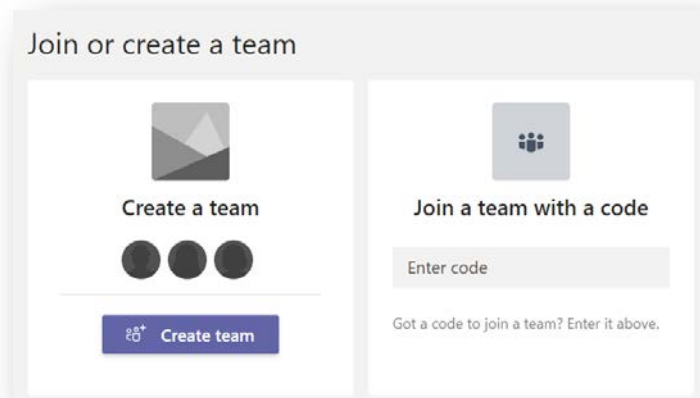 Join or create a team
Create a team
Create team
Join a team with a code
Enter code
Got a code to join a team? Enter it above.